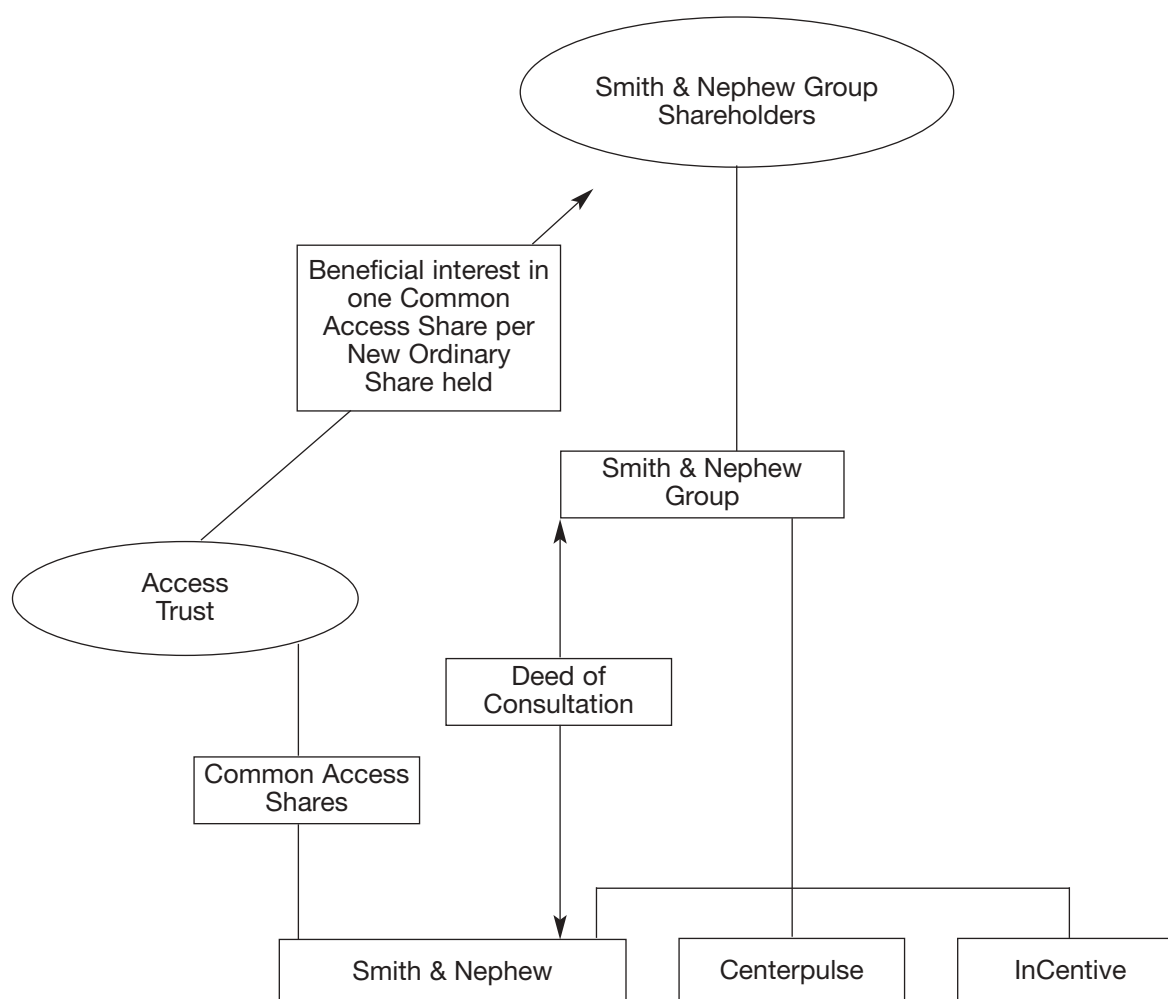 Smith & Nephew Group
Shareholders
Beneficial interest in
one Common
Access Share per
New Ordinary
Share held
Smith & Nephew
Group
Access
Trust
Deed of
Consultation
Common Access
Shares
Smith & Nephew
Centerpulse
InCentive